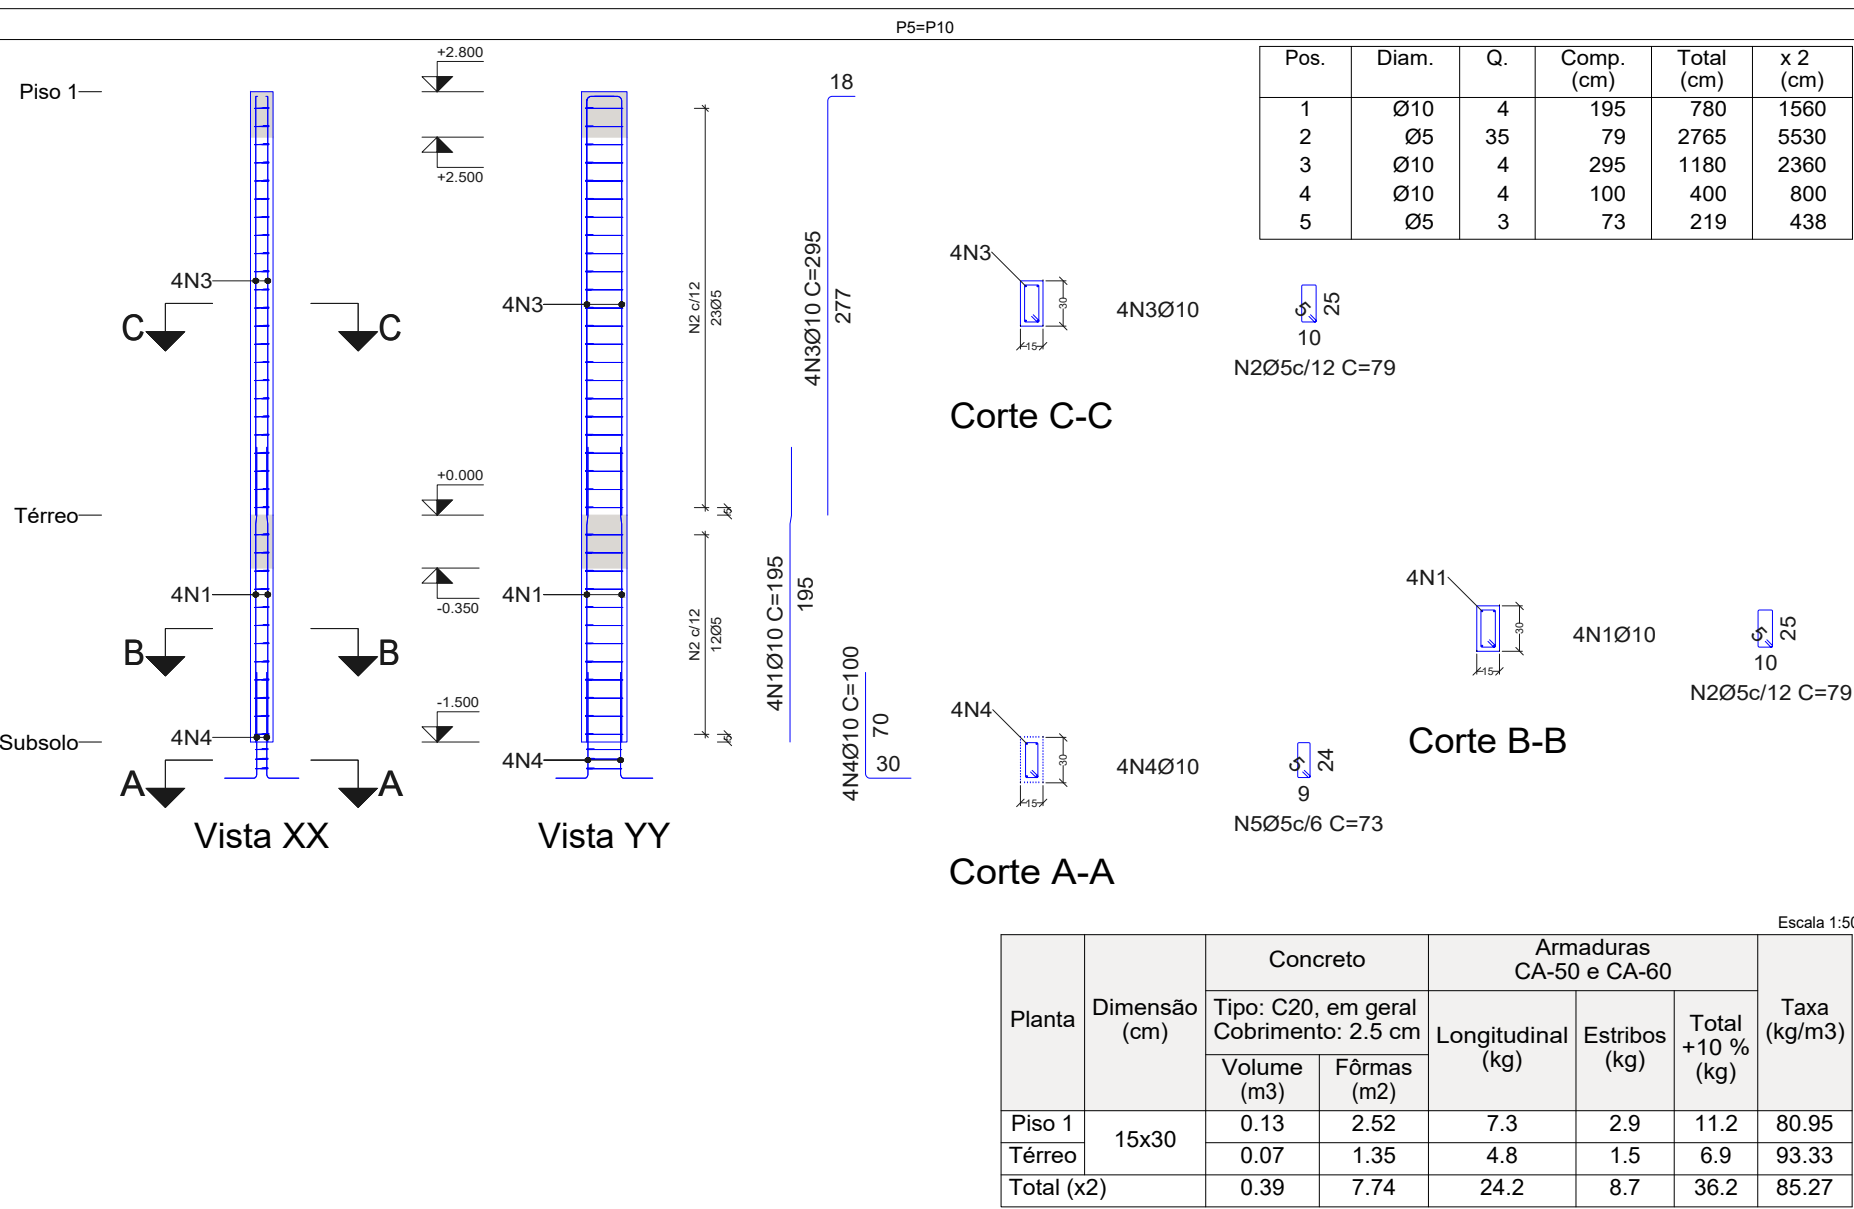 P5=P10
Pos. Diam. Q. Comp. (cm) Total (cm) x 2 (cm)
1 Ø10 4 195 780 1560
2 Ø5 35 79 2765 5530
3 Ø10 4 295 1180 2360
4 Ø10 4 100 400 800
5 Ø5 3 73 219 438
Piso 1
Térreo
Subsolo
4N3
C C
4N1
B B
4N4
A A
Vista XX
+2.800
+2.500
+0.000
-0.350
-1.500
4N3
4N1
4N4
Vista YY
N2 c/12
23Ø5
5
N2 c/12
12Ø5
5
18
4N3Ø10 C=295
277
4N1Ø10 C=195
195
4N4Ø10 C=100
70
30
4N3
30
15
4N3Ø10
5
25
10
N2Ø5c/12 C=79
Corte C-C
4N1
30
15
4N1Ø10
5
25
10
N2Ø5c/12 C=79
Corte B-B
4N4
30
15
4N4Ø10
5
24
9
N5Ø5c/6 C=73
Corte A-A
Escala 1:50
Planta
Dimensão
(cm)
Concreto
Tipo: C20, em geral
Cobrimento: 2.5 cm
Volume
(m3)
Fôrmas
(m2)
Armaduras
CA-50 e CA-60
Longitudinal
(kg)
Estribos
(kg)
Total
+10 %
(kg)
Taxa
(kg/m3)
Piso 1 15x30 0.13 2.52 7.3 2.9 11.2 80.95
Térreo 0.07 1.35 4.8 1.5 6.9 93.33
Total (x2) 0.39 7.74 24.2 8.7 36.2 85.27